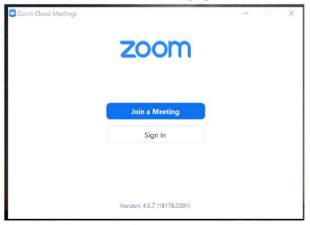 Zoom Cloud Meetings
zoom
Join a Meeting
Sign In
Version: 4.6.7 (18176.0301)